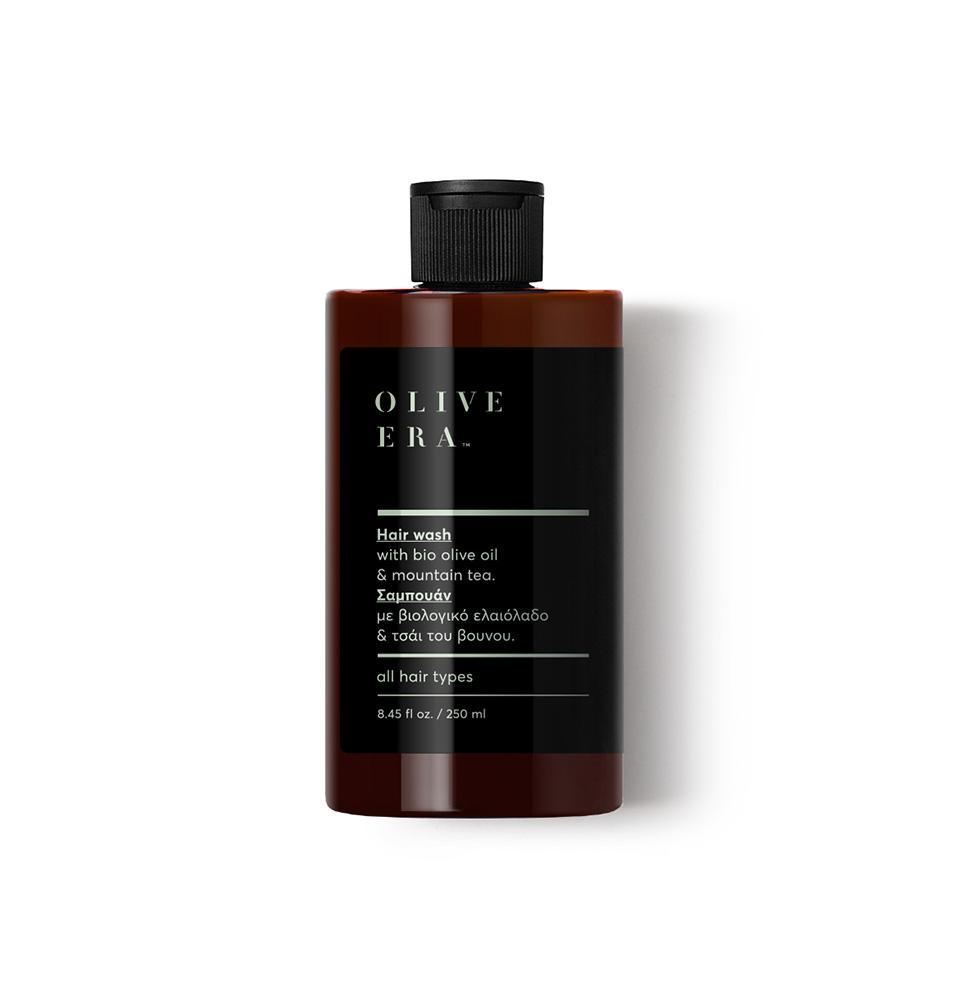 OLIVE
ERA™
Hair wash
with bio olive oil
& mountain tea.
Σαμπουάν
με βιολογικό ελαιόλαδο
& τσάι του βουνου.
all hair types
8.45 fl oz. / 250 ml